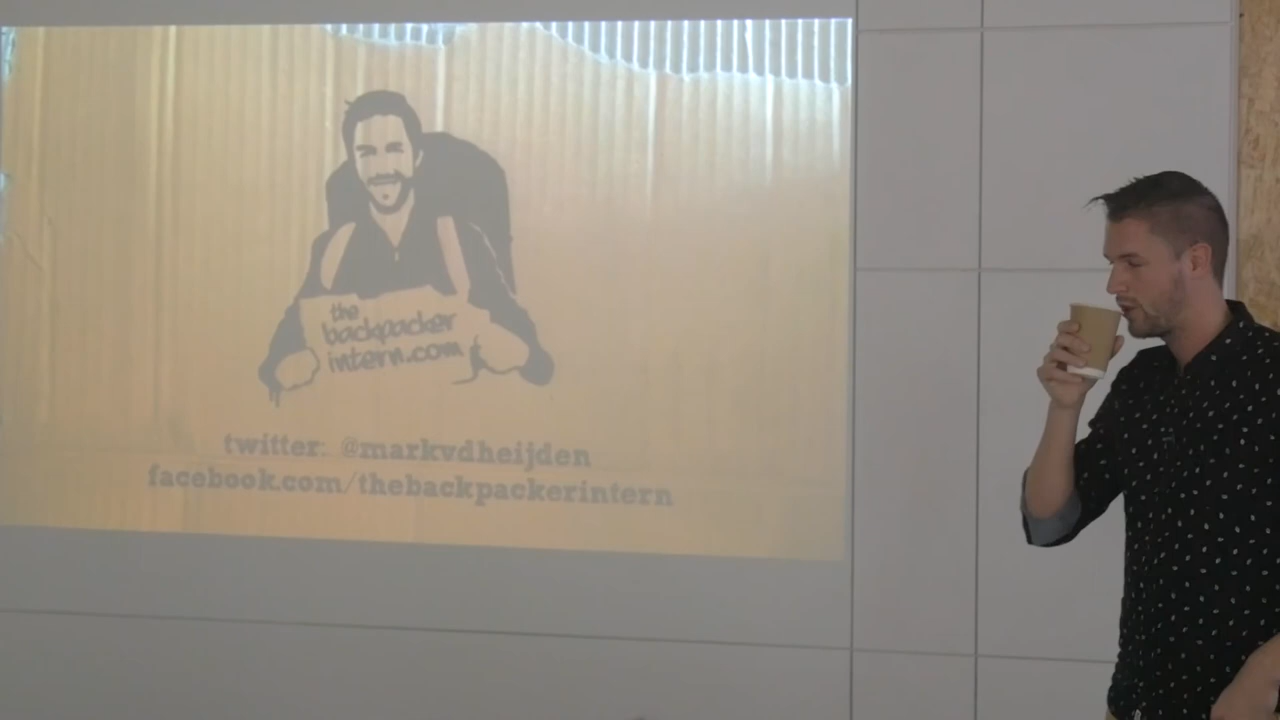 the
backpacker
intern.com
twitter: @markvdheijden
facebook.com/thebackpackerintern